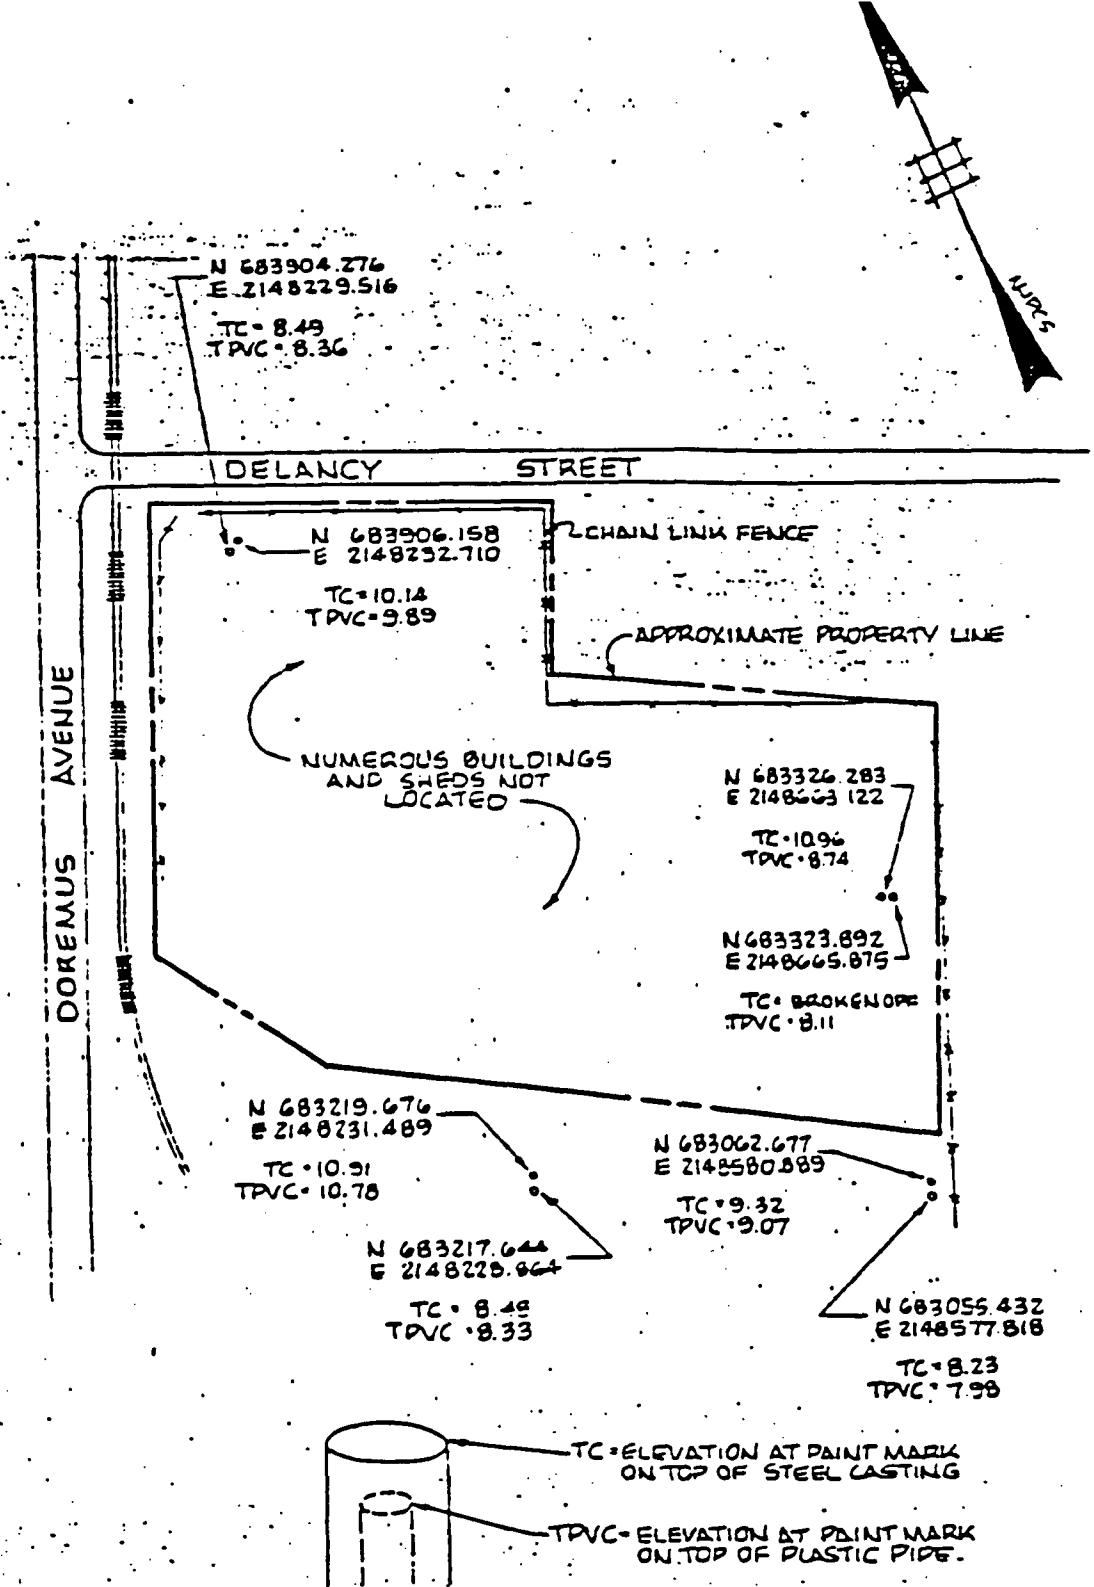 NJPCS
N 683904.276
E 2148229.516
TC = 8.49
TPVC = 8.36
DELANCY STREET
N 683906.158
E 2148232.710
TC = 10.14
TPVC = 9.89
CHAIN LINK FENCE
APPROXIMATE PROPERTY LINE
DOREMUS AVENUE
NUMEROUS BUILDINGS
AND SHEDS NOT
LOCATED
N 683326.283
E 2148663.122
TC = 10.96
TPVC = 8.74
N 683323.892
E 2148665.875
TC = BROKEN OFF
TPVC = 8.11
N 683219.676
E 2148231.489
TC = 10.91
TPVC = 10.78
N 683062.677
E 2148580.889
TC = 9.32
TPVC = 9.07
N 683217.644
E 2148228.864
TC = 8.48
TPVC = 8.33
N 683055.432
E 2148577.818
TC = 8.23
TPVC = 7.98
TC = ELEVATION AT PAINT MARK
ON TOP OF STEEL CASTING
TPVC = ELEVATION AT PAINT MARK
ON TOP OF PLASTIC PIPE.